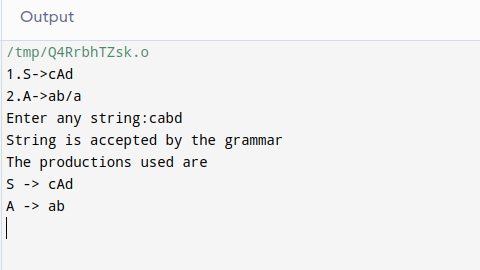 Output
/tmp/Q4RrbhTZsk.o
1.S->cAd
2.A->ab/a
Enter any string:cabd
String is accepted by the grammar
The productions used are
S -> cAd
A -> ab